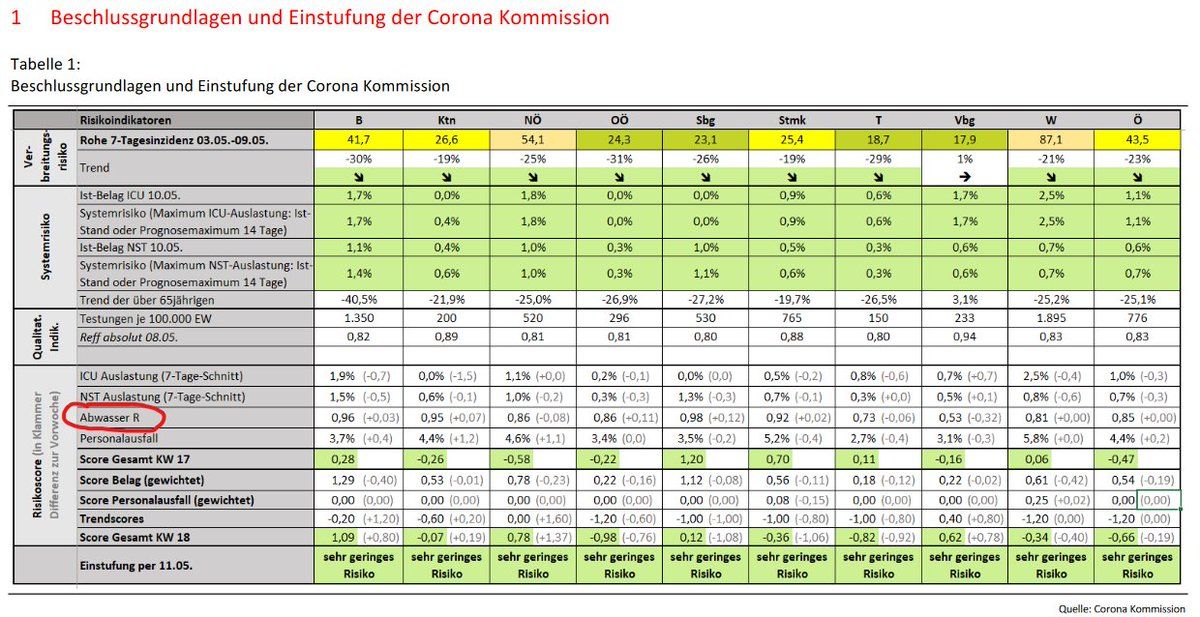 1 Beschlussgrundlagen und Einstufung der Corona Kommission
Tabelle 1:
Beschlussgrundlagen und Einstufung der Corona Kommission
Risikoindikatoren B Ktn NÖ OÖ Sbg Stmk T Vbg W Ö
Ver-
breitungs-
risiko
Rohe 7-Tagesinzidenz 03.05.-09.05. 41,7 26,6 54,1 24,3 23,1 25,4 18,7 17,9 87,1 43,5
Trend -30% -19% -25% -31% -26% -19% -29% 1% -21% -23%
↘ ↘ ↘ ↘ ↘ ↘ ↘ → ↘ ↘
Systemrisiko
Ist-Belag ICU 10.05. 1,7% 0,0% 1,8% 0,0% 0,0% 0,9% 0,6% 1,7% 2,5% 1,1%
Systemrisiko (Maximum ICU-Auslastung: Ist-
Stand oder Prognosemaximum 14 Tage) 1,7% 0,4% 1,8% 0,0% 0,0% 0,9% 0,6% 1,7% 2,5% 1,1%
Ist-Belag NST 10.05. 1,1% 0,4% 1,0% 0,3% 1,0% 0,5% 0,3% 0,6% 0,7% 0,6%
Systemrisiko (Maximum NST-Auslastung: Ist-
Stand oder Prognosemaximum 14 Tage) 1,4% 0,6% 1,0% 0,3% 1,1% 0,6% 0,3% 0,6% 0,7% 0,7%
Trend der über 65jährigen -40,5% -21,9% -25,0% -26,9% -27,2% -19,7% -26,5% 3,1% -25,2% -25,1%
Qualitat.
Indik.
Testungen je 100.000 EW 1.350 200 520 296 530 765 150 233 1.895 776
Reff absolut 08.05. 0,82 0,89 0,81 0,81 0,80 0,88 0,80 0,94 0,83 0,83
Risikoscore (in Klammer
Differenz zur Vorwoche)
ICU Auslastung (7-Tage-Schnitt) 1,9% (-0,7) 0,0% (-1,5) 1,1% (+0,0) 0,2% (-0,1) 0,0% (0,0) 0,5% (-0,2) 0,8% (-0,6) 0,7% (+0,7) 2,5% (-0,4) 1,0% (-0,3)
NST Auslastung (7-Tage-Schnitt) 1,5% (-0,5) 0,6% (-0,1) 1,0% (-0,2) 0,3% (-0,3) 1,3% (-0,3) 0,7% (-0,1) 0,3% (+0,0) 0,5% (+0,1) 0,8% (-0,6) 0,7% (-0,3)
Abwasser R 0,96 (+0,03) 0,95 (+0,07) 0,86 (-0,08) 0,86 (+0,11) 0,98 (+0,12) 0,92 (+0,02) 0,73 (-0,06) 0,53 (-0,32) 0,81 (+0,00) 0,85 (+0,00)
Personalausfall 3,7% (+0,4) 4,4% (+1,2) 4,6% (+1,1) 3,4% (0,0) 3,5% (-0,2) 5,2% (-0,4) 2,7% (-0,4) 3,1% (-0,3) 5,8% (+0,0) 4,4% (+0,2)
Score Gesamt KW 17 0,28 -0,26 -0,58 -0,22 1,20 0,70 0,11 -0,16 0,06 -0,47
Score Belag (gewichtet) 1,29 (-0,40) 0,53 (-0,01) 0,78 (-0,23) 0,22 (-0,16) 1,12 (-0,08) 0,56 (-0,11) 0,18 (-0,12) 0,22 (-0,02) 0,61 (-0,42) 0,54 (-0,19)
Score Personalausfall (gewichtet) 0,00 (0,00) 0,00 (0,00) 0,00 (0,00) 0,00 (0,00) 0,00 (0,00) 0,08 (-0,15) 0,00 (0,00) 0,00 (0,00) 0,25 (+0,02) 0,00 (0,00)
Trendscores -0,20 (+1,20) -0,60 (+0,20) 0,00 (+1,60) -1,20 (-0,60) -1,00 (-1,00) -1,00 (-0,80) -1,00 (-0,80) 0,40 (+0,80) -1,20 (0,00) -1,20 (0,00)
Score Gesamt KW 18 1,09 (+0,80) -0,07 (+0,19) 0,78 (+1,37) -0,98 (-0,76) 0,12 (-1,08) -0,36 (-1,06) -0,82 (-0,92) 0,62 (+0,78) -0,34 (-0,40) -0,66 (-0,19)
Einstufung per 11.05. sehr geringes sehr geringes sehr geringes sehr geringes sehr geringes sehr geringes sehr geringes sehr geringes sehr geringes sehr geringes
Risiko Risiko Risiko Risiko Risiko Risiko Risiko Risiko Risiko Risiko
Quelle: Corona Kommission